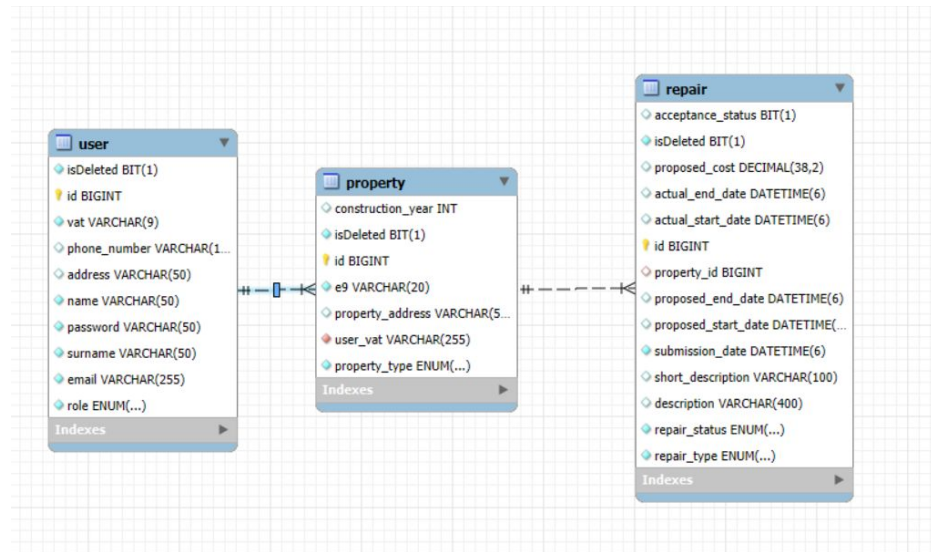 user
isDeleted BIT(1)
id BIGINT
vat VARCHAR(9)
phone_number VARCHAR(1...
address VARCHAR(50)
name VARCHAR(50)
password VARCHAR(50)
surname VARCHAR(50)
email VARCHAR(255)
role ENUM(...)
Indexes
property
construction_year INT
isDeleted BIT(1)
id BIGINT
e9 VARCHAR(20)
property_address VARCHAR(5...
user_vat VARCHAR(255)
property_type ENUM(...)
Indexes
repair
acceptance_status BIT(1)
isDeleted BIT(1)
proposed_cost DECIMAL(38,2)
actual_end_date DATETIME(6)
actual_start_date DATETIME(6)
id BIGINT
property_id BIGINT
proposed_end_date DATETIME(6)
proposed_start_date DATETIME(...
submission_date DATETIME(6)
short_description VARCHAR(100)
description VARCHAR(400)
repair_status ENUM(...)
repair_type ENUM(...)
Indexes